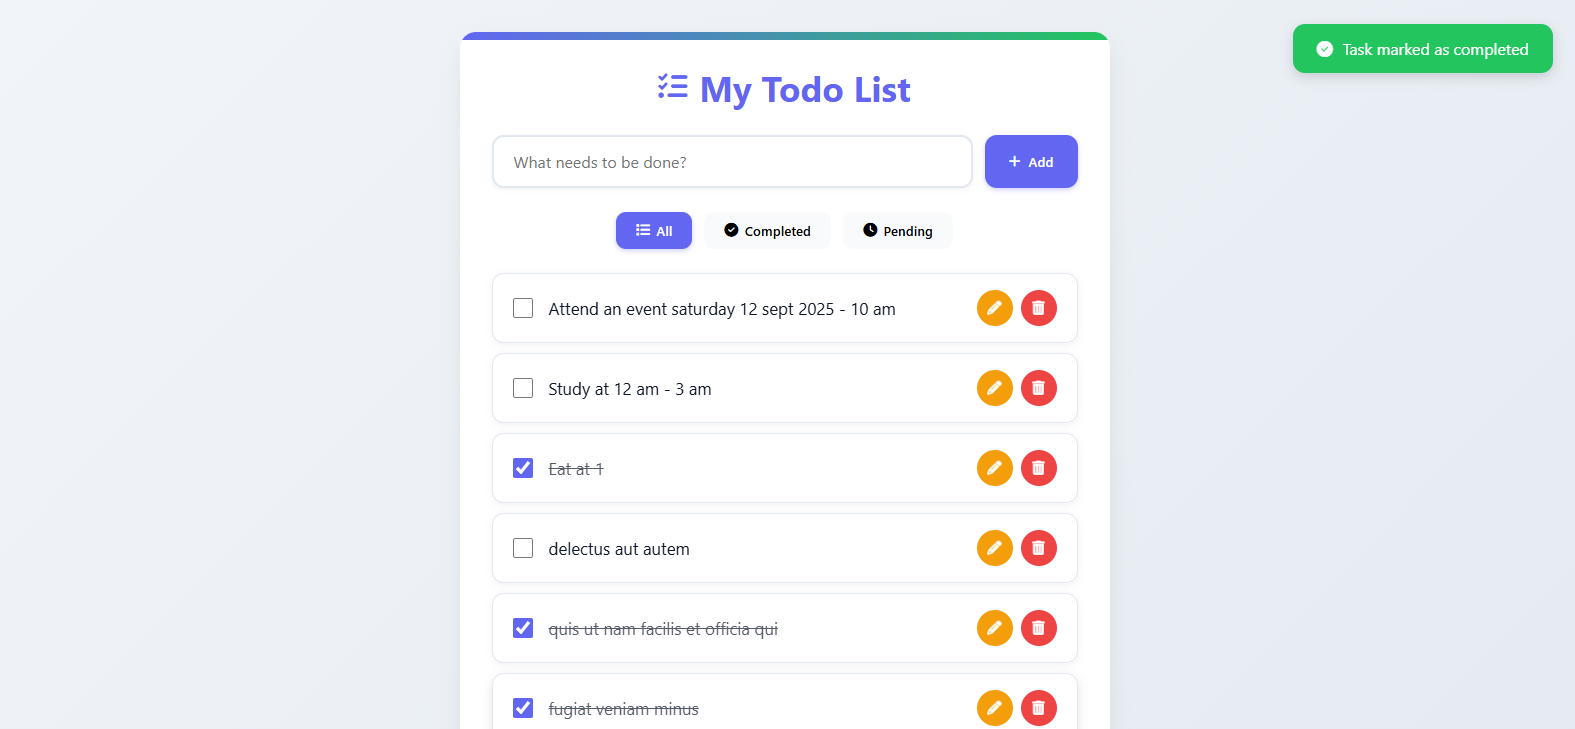 Task marked as completed
My Todo List
What needs to be done?
+ Add
All Completed Pending
Attend an event saturday 12 sept 2025 - 10 am
Study at 12 am - 3 am
Eat at 1
delectus aut autem
quis ut nam facilis et officia qui
fugiat veniam minus